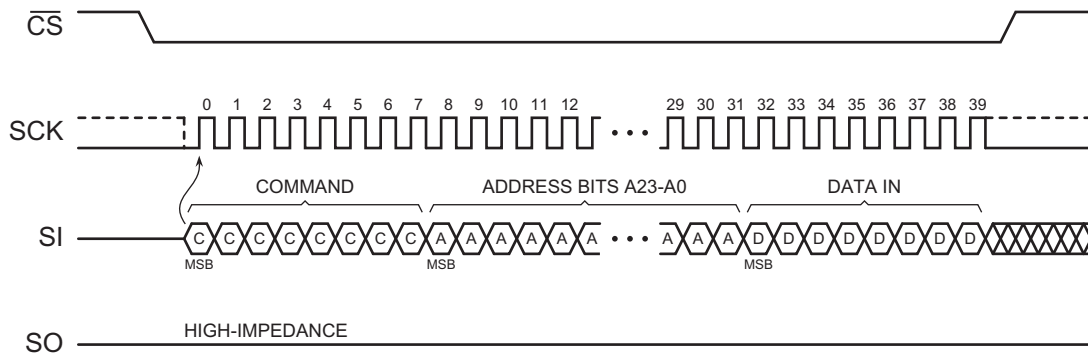 CS
0 1 2 3 4 5 6 7 8 9 10 11 12 29 30 31 32 33 34 35 36 37 38 39
SCK
COMMAND ADDRESS BITS A23-A0 DATA IN
SI C C C C C C C C A A A A A A A A A D D D D D D D D
MSB MSB MSB
HIGH-IMPEDANCE
SO